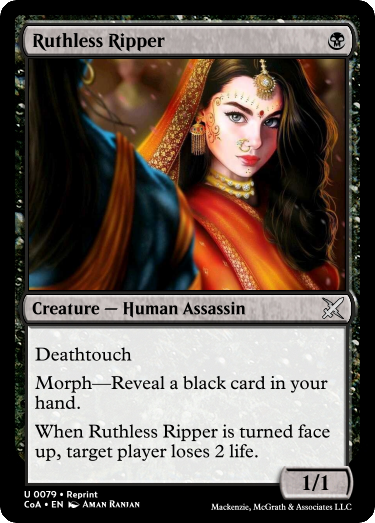 Ruthless Ripper
Creature — Human Assassin
Deathtouch
Morph—Reveal a black card in your
hand.
When Ruthless Ripper is turned face
up, target player loses 2 life.
1/1
U 0079 • Reprint
CoA • EN Aman Ranjan
Mackenzie, McGrath & Associates LLC